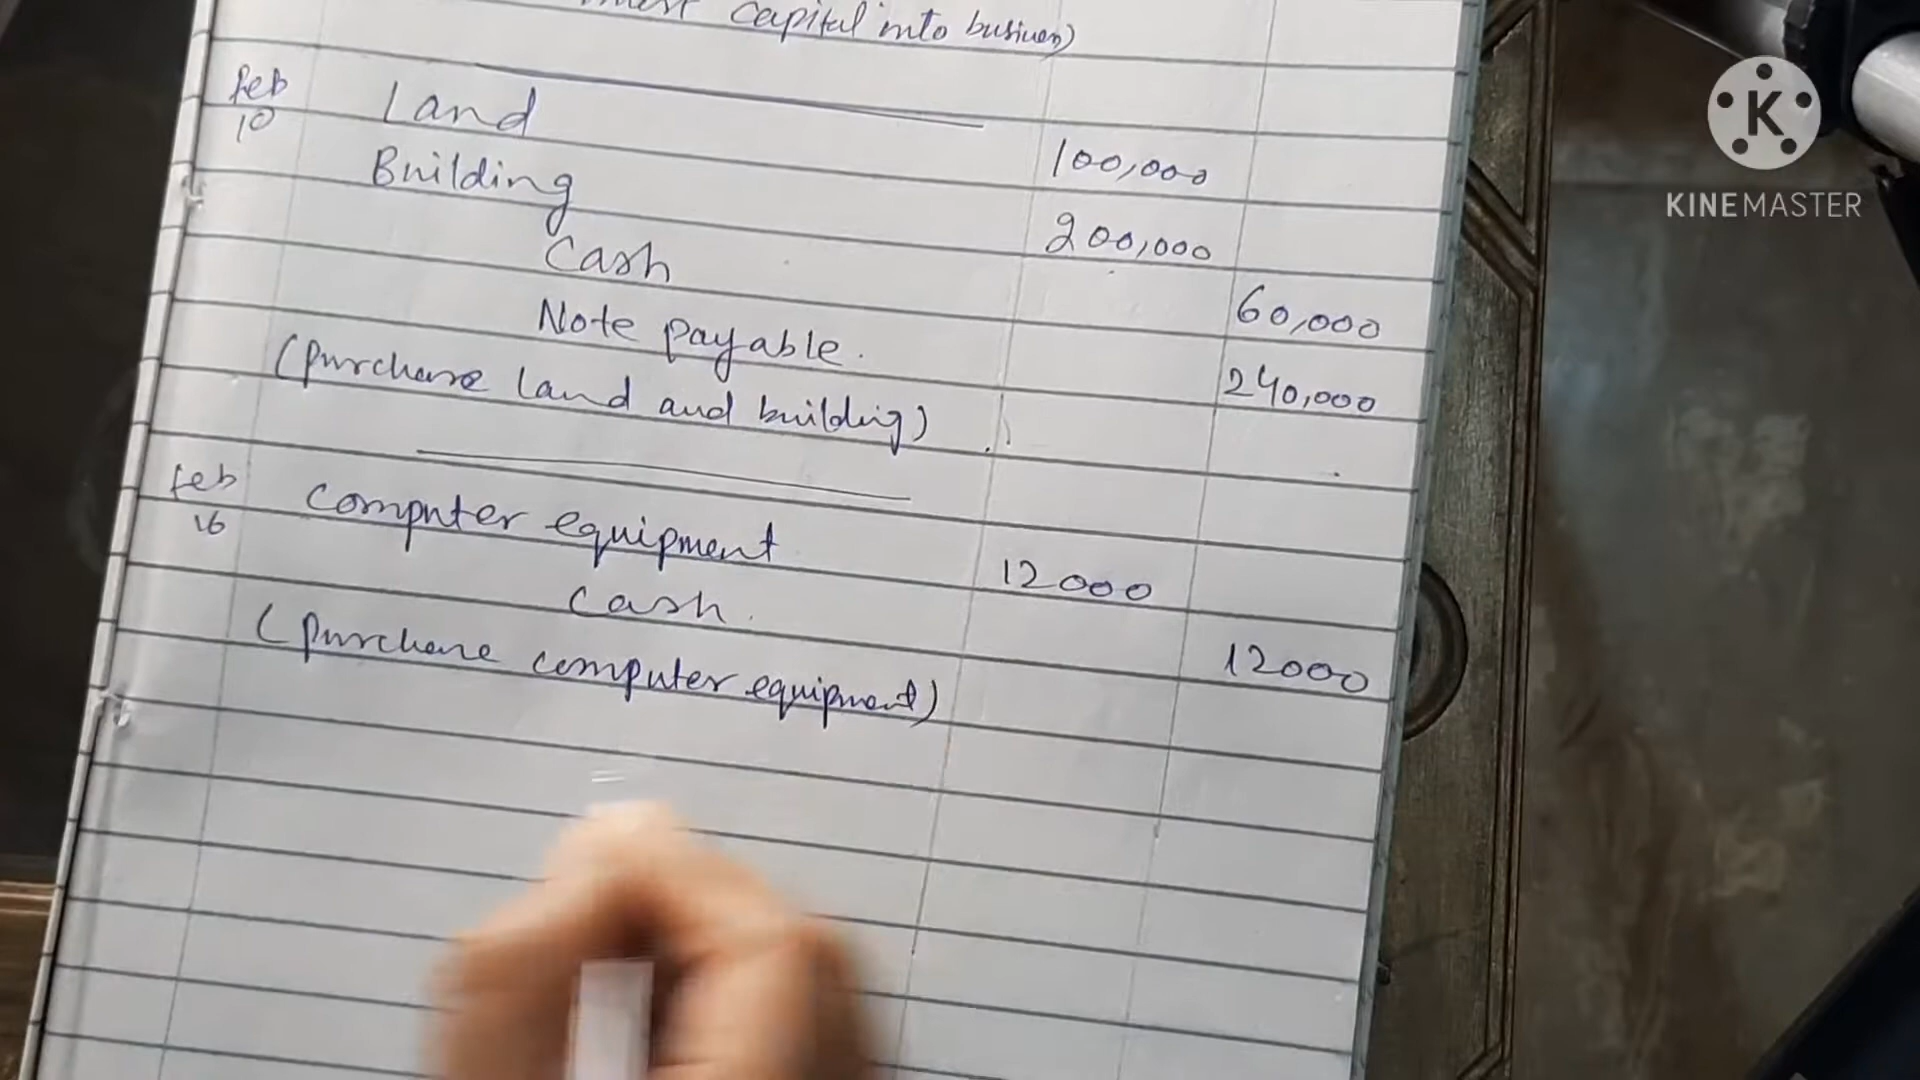 capital into business)
Feb
10
Land
100,000
Building
200,000
Cash
60,000
Note payable.
240,000
(purchase land and building)
Feb
16
Computer equipment
12000
Cash.
12000
(purchase computer equipment)
K
KINEMASTER